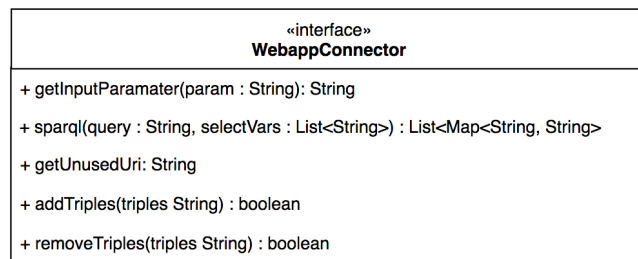 «interface»
WebappConnector
+ getInputParamater(param : String): String
+ sparql(query : String, selectVars : List<String>) : List<Map<String, String>
+ getUnusedUri: String
+ addTriples(triples String) : boolean
+ removeTriples(triples String) : boolean